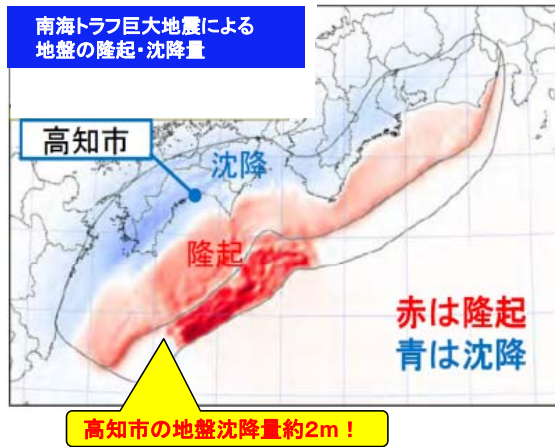 南海トラフ巨大地震による
地盤の隆起・沈降量
高知市
沈降
隆起
赤は隆起
青は沈降
高知市の地盤沈降量約2m！